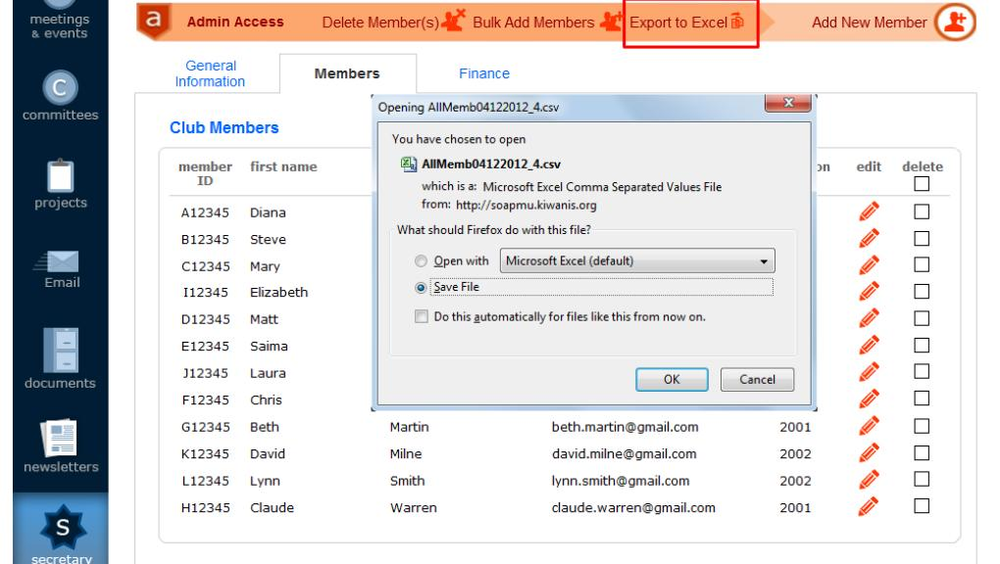 meetings
& events
committees
projects
Email
documents
newsletters
S
secretary
C
a
Admin Access Delete Member(s) Bulk Add Members Export to Excel Add New Member
General
Information
Members
Finance
Club Members
member
ID
first name
on
edit
delete
A12345 Diana
B12345 Steve
C12345 Mary
I12345 Elizabeth
D12345 Matt
E12345 Saima
J12345 Laura
F12345 Chris
G12345 Beth Martin beth.martin@gmail.com 2001
K12345 David Milne david.milne@gmail.com 2002
L12345 Lynn Smith lynn.smith@gmail.com 2002
H12345 Claude Warren claude.warren@gmail.com 2001
Opening AllMemb04122012_4.csv
x
You have chosen to open
AllMemb04122012_4.csv
which is a: Microsoft Excel Comma Separated Values File
from: http://soapmu.kiwanis.org
What should Firefox do with this file?
Open with Microsoft Excel (default)
Save File
Do this automatically for files like this from now on.
OK Cancel